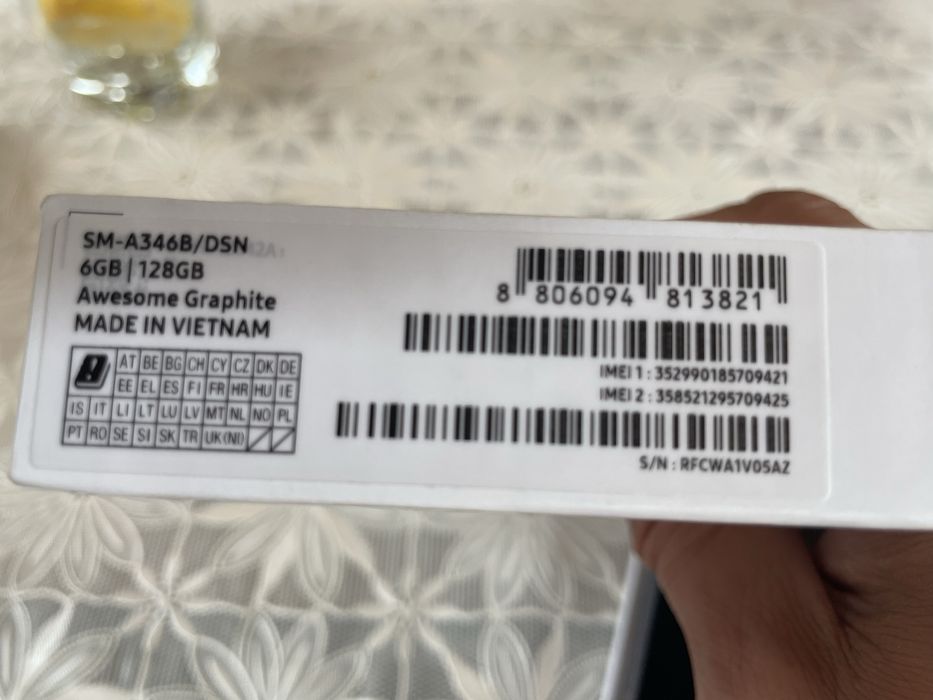 SM-A346B/DSN
6GB | 128GB
Awesome Graphite
MADE IN VIETNAM
AT BE BG CH CY CZ DK DE
EE EL ES FI FR HR HU IE
IS IT LI LT LU LV MT NL NO PL
PT RO SE SI SK TR UK(NI)
8 806094 813821
IMEI 1 : 352990185709421
IMEI 2 : 358521295709425
S/N : RFCWA1V05AZ